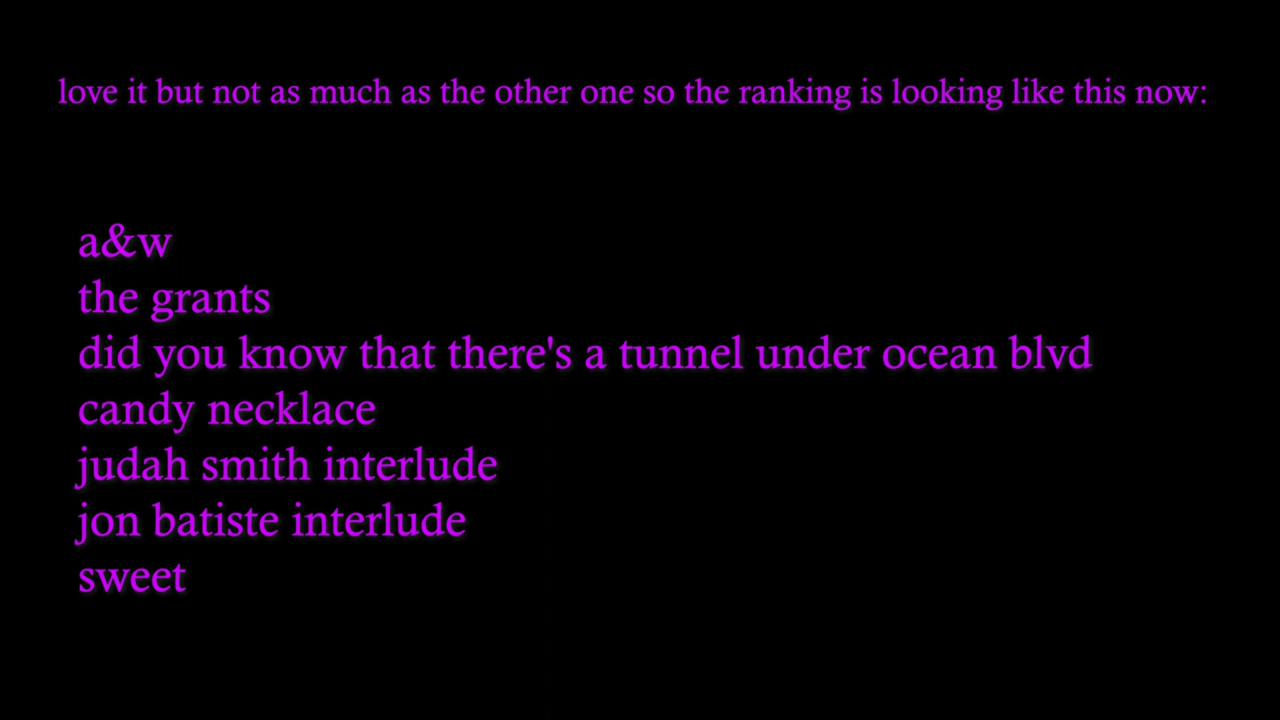 love it but not as much as the other one so the ranking is looking like this now:
a&w
the grants
did you know that there's a tunnel under ocean blvd
candy necklace
judah smith interlude
jon batiste interlude
sweet